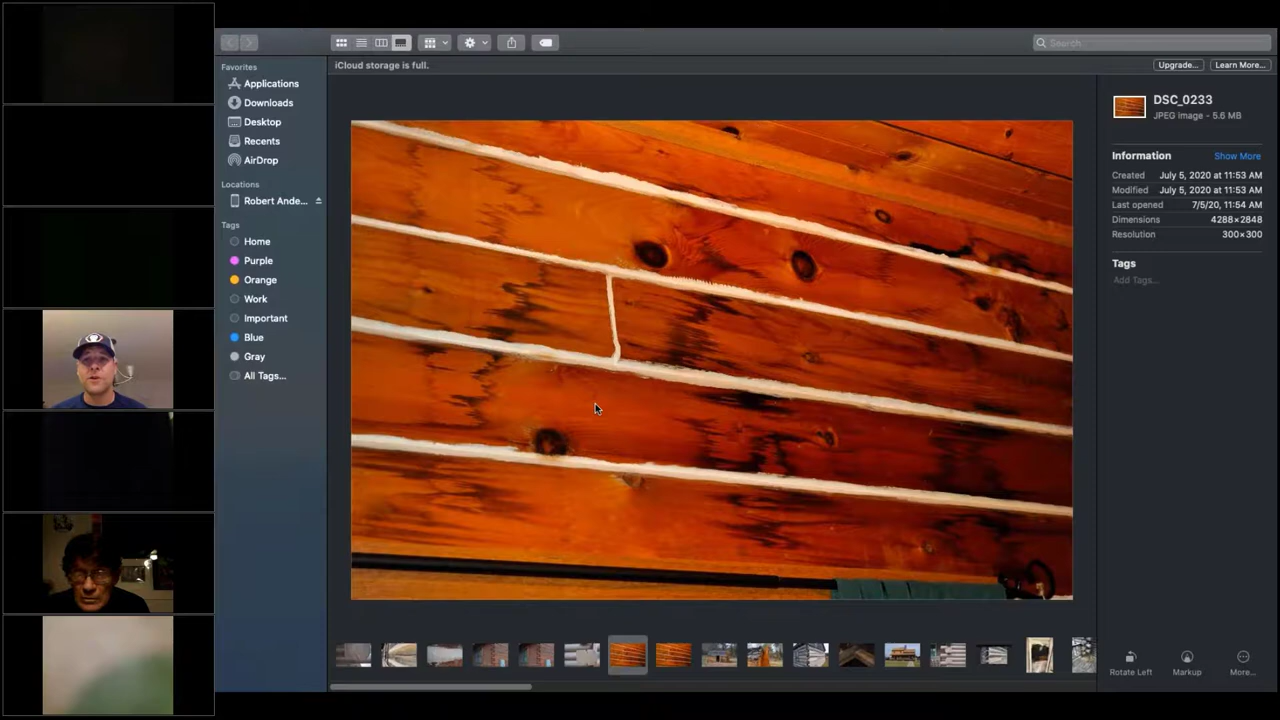 Search
iCloud storage is full.
Upgrade...
Learn More...
Favorites
Applications
Downloads
Desktop
Recents
AirDrop
Locations
Robert Ande...
Tags
Home
Purple
Orange
Work
Important
Blue
Gray
All Tags...
DSC_0233
JPEG image - 5.6 MB
Information
Show More
Created July 5, 2020 at 11:53 AM
Modified July 5, 2020 at 11:53 AM
Last opened 7/5/20, 11:54 AM
Dimensions 4288×2848
Resolution 300×300
Tags
Add Tags...
Rotate Left
Markup
More...